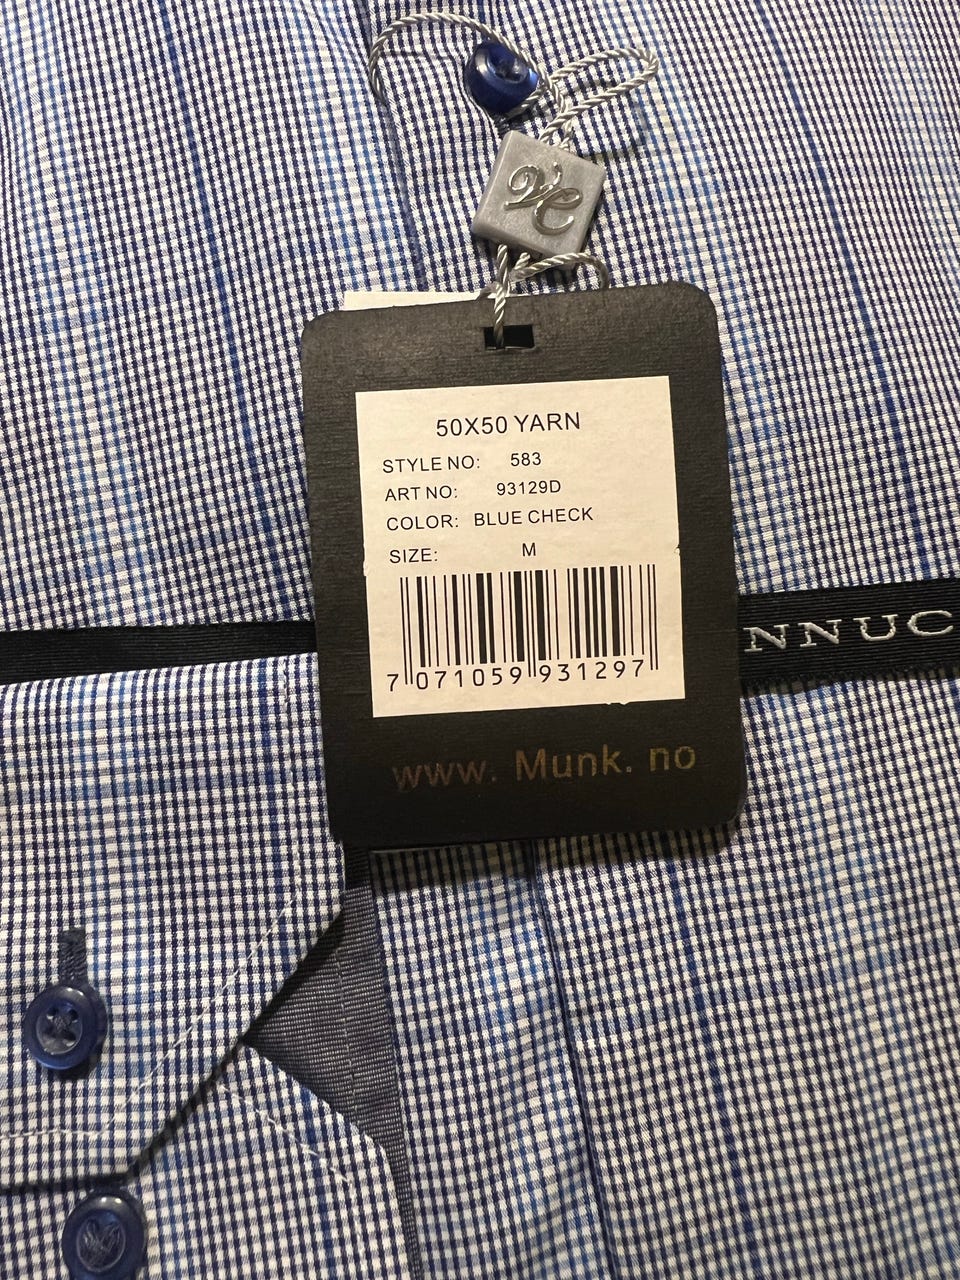 VC
50X50 YARN
STYLE NO: 583
ART NO: 93129D
COLOR: BLUE CHECK
SIZE: M
7 071059 931297
www. Munk. no
NNUC